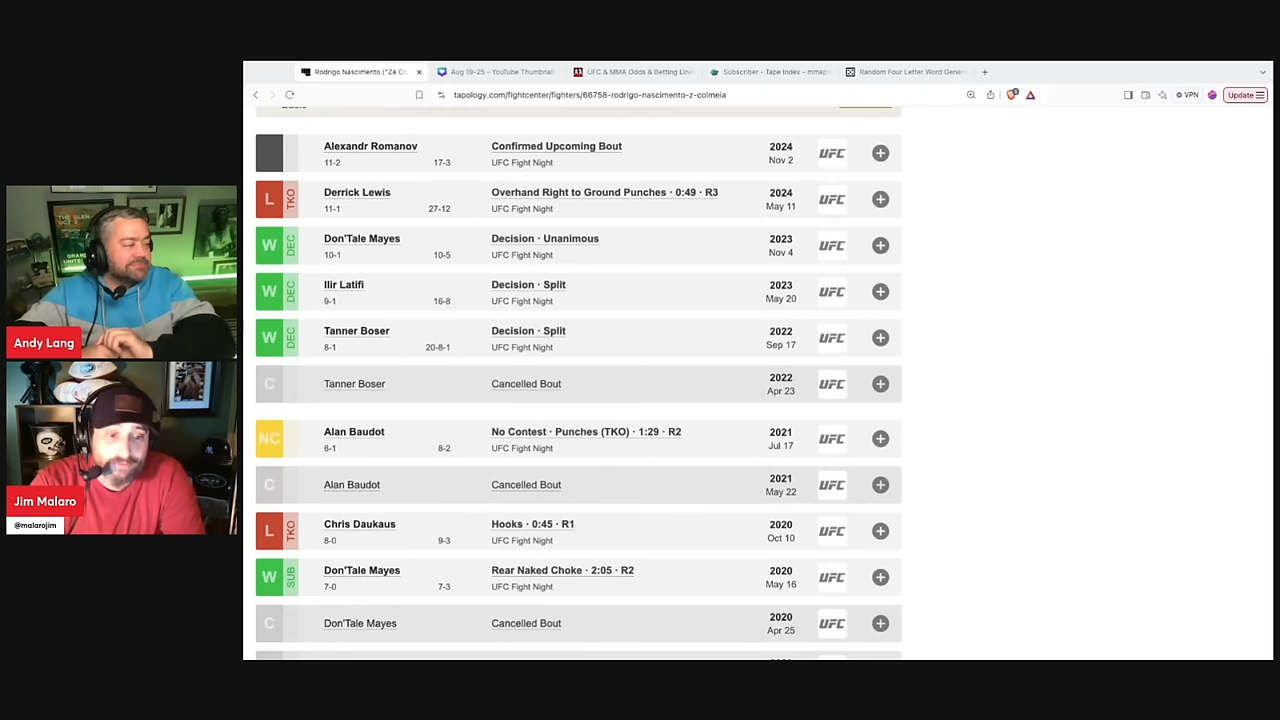 Rodrigo Nascimento ("Zé Co
Aug 19-25 - YouTube Thumbnail
UFC & MMA Odds & Betting Line
Subscriber - Tape Index - mmap
Random Four Letter Word Gene
tapology.com/fightcenter/fighters/66758-rodrigo-nascimento-z-colmeia
VPN
Update
Alexandr Romanov
Confirmed Upcoming Bout
2024
11-2
17-3
UFC Fight Night
Nov 2
UFC
L
TKO
Derrick Lewis
Overhand Right to Ground Punches · 0:49 · R3
2024
11-1
27-12
UFC Fight Night
May 11
UFC
W
DEC
Don'Tale Mayes
Decision · Unanimous
2023
10-1
10-5
UFC Fight Night
Nov 4
UFC
W
DEC
Ilir Latifi
Decision · Split
2023
9-1
16-8
UFC Fight Night
May 20
UFC
W
DEC
Tanner Boser
Decision · Split
2022
8-1
20-8-1
UFC Fight Night
Sep 17
UFC
C
Tanner Boser
Cancelled Bout
2022
Apr 23
UFC
NC
Alan Baudot
No Contest · Punches (TKO) · 1:29 · R2
2021
8-1
8-2
UFC Fight Night
Jul 17
UFC
C
Alan Baudot
Cancelled Bout
2021
May 22
UFC
L
TKO
Chris Daukaus
Hooks · 0:45 · R1
2020
8-0
9-3
UFC Fight Night
Oct 10
UFC
W
SUB
Don'Tale Mayes
Rear Naked Choke · 2:05 · R2
2020
7-0
7-3
UFC Fight Night
May 16
UFC
C
Don'Tale Mayes
Cancelled Bout
2020
Apr 25
UFC
Andy Lang
Jim Malaro
@malarojim